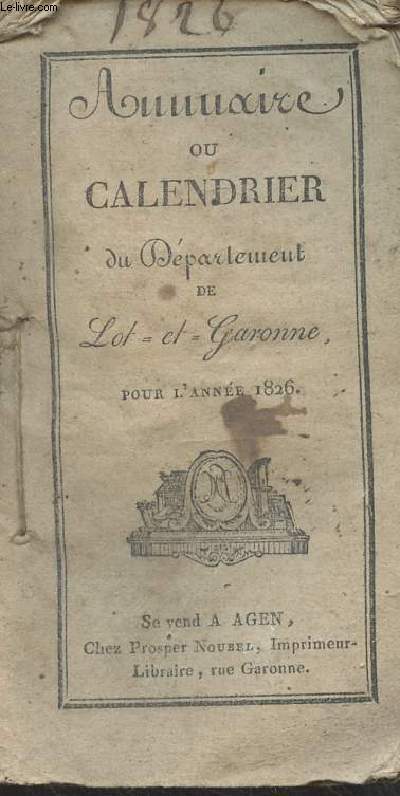 Le-livre.com
1826
Annuaire
OU
CALENDRIER
du Département
DE
Lot=et=Garonne,
POUR L'ANNÉE 1826.
Se vend A AGEN,
Chez Prosper NOUBEL, Imprimeur-
Libraire, rue Garonne.